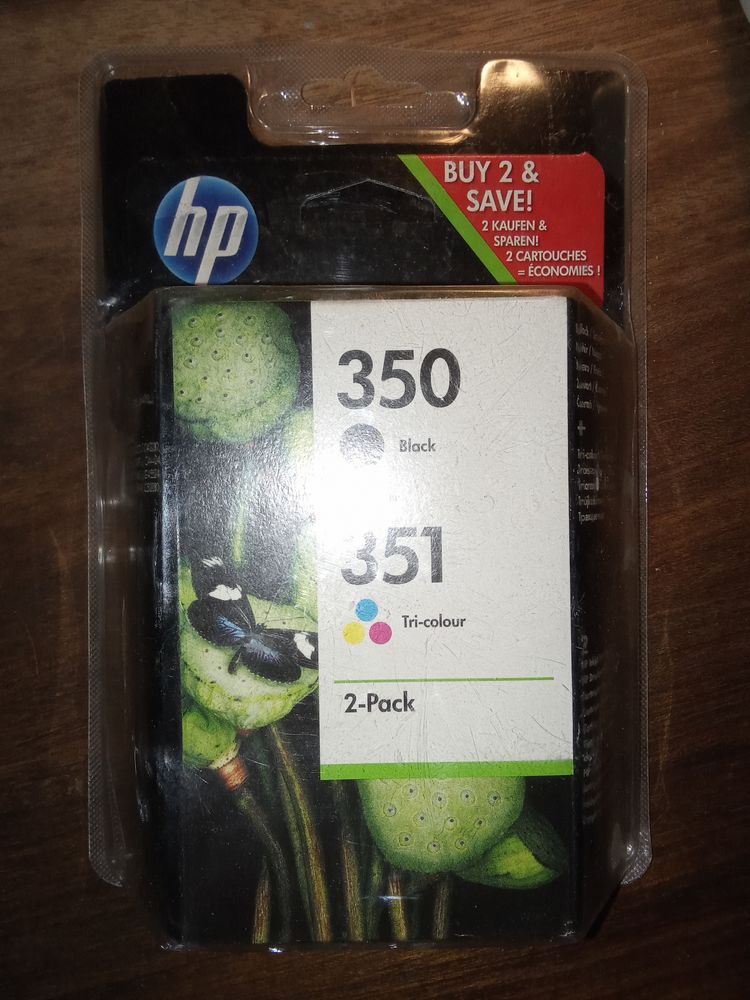 hp
BUY 2 &
SAVE!
2 KAUFEN &
SPAREN!
2 CARTOUCHES
= ÉCONOMIES !
350
Black
351
Tri-colour
2-Pack
+